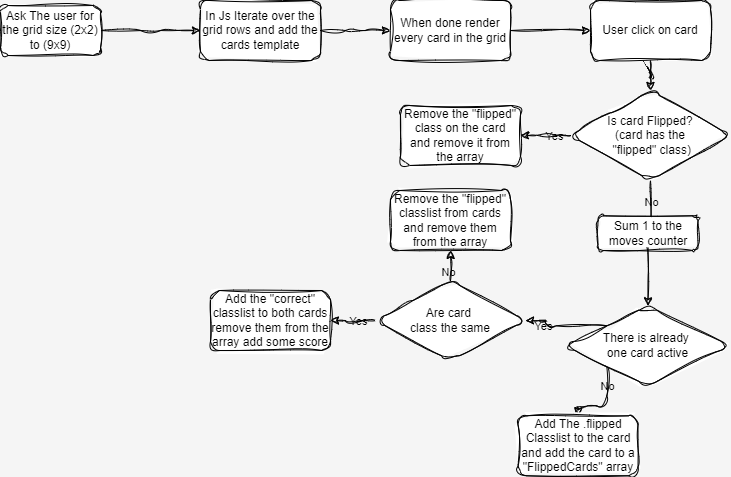 Ask The user for
the grid size (2x2)
to (9x9)
In Js Iterate over the
grid rows and add the
cards template
When done render
every card in the grid
User click on card
Is card Flipped?
(card has the
"flipped" class)
Yes
Remove the "flipped"
class on the card
and remove it from
the array
No
Sum 1 to the
moves counter
There is already
one card active
Yes
Are card
class the same
No
Remove the "flipped"
classlist from cards
and remove them
from the array
Yes
Add the "correct"
classlist to both cards
remove them from the
array add some score
No
Add The .flipped
Classlist to the card
and add the card to a
"FlippedCards" array